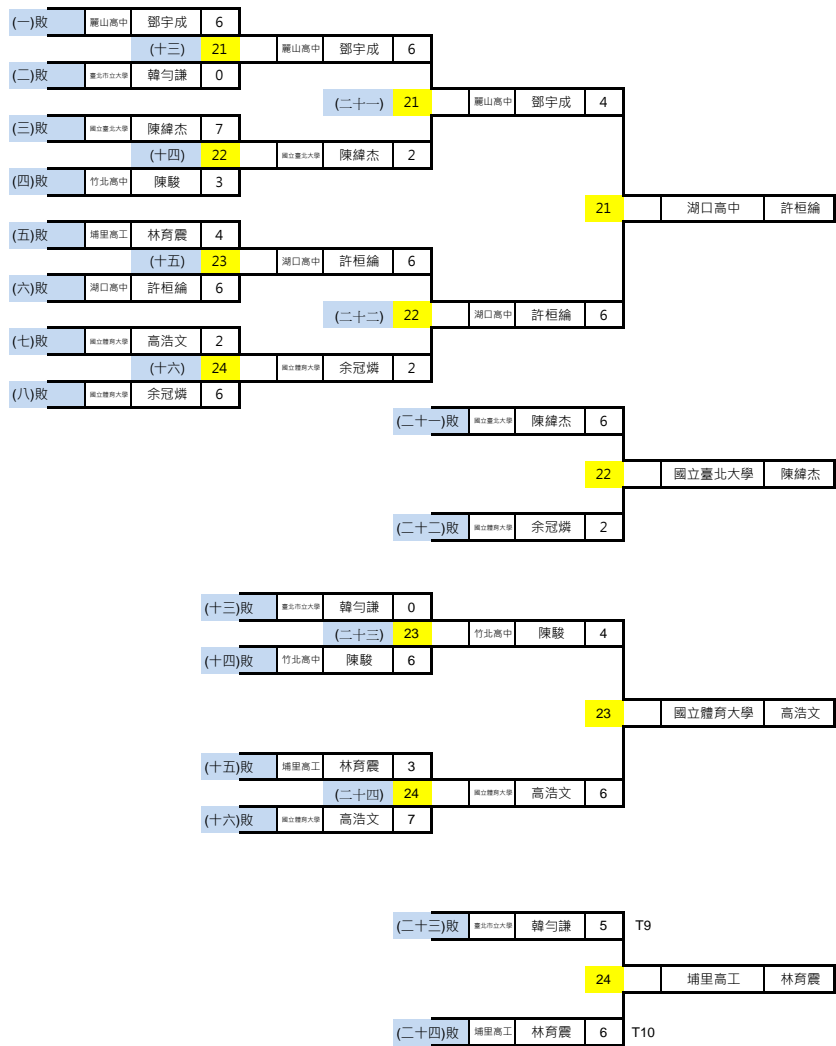 (一)敗 麗山高中 鄧宇成 6
(十三) 21 麗山高中 鄧宇成 6
(二)敗 臺北市立大學 韓勻謙 0
(二十一) 21 麗山高中 鄧宇成 4
(三)敗 國立臺北大學 陳緯杰 7
(十四) 22 國立臺北大學 陳緯杰 2
(四)敗 竹北高中 陳駿 3
21 湖口高中 許桓綸
(五)敗 埔里高工 林育震 4
(十五) 23 湖口高中 許桓綸 6
(六)敗 湖口高中 許桓綸 6
(二十二) 22 湖口高中 許桓綸 6
(七)敗 國立體育大學 高浩文 2
(十六) 24 國立體育大學 余冠燐 2
(八)敗 國立體育大學 余冠燐 6
(二十一)敗 國立臺北大學 陳緯杰 6
22 國立臺北大學 陳緯杰
(二十二)敗 國立體育大學 余冠燐 2
(十三)敗 臺北市立大學 韓勻謙 0
(二十三) 23 竹北高中 陳駿 4
(十四)敗 竹北高中 陳駿 6
23 國立體育大學 高浩文
(十五)敗 埔里高工 林育震 3
(二十四) 24 國立體育大學 高浩文 6
(十六)敗 國立體育大學 高浩文 7
(二十三)敗 臺北市立大學 韓勻謙 5 T9
24 埔里高工 林育震
(二十四)敗 埔里高工 林育震 6 T10